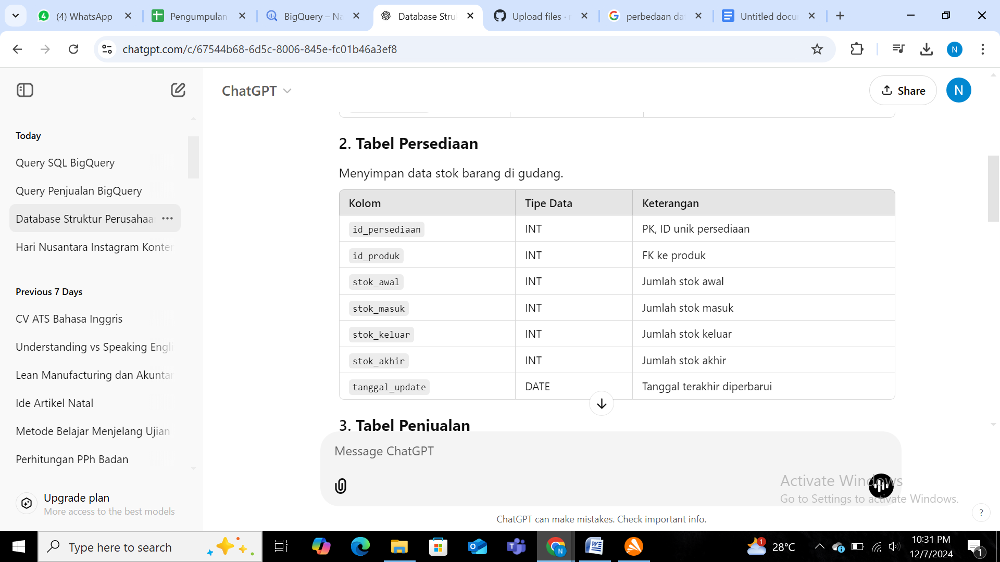 (4) WhatsApp
Pengumpulan
BigQuery – Na
Database Stru
Upload files ·
perbedaan da
Untitled docu
chatgpt.com/c/67544b68-6d5c-8006-845e-fc01b46a3ef8
N
ChatGPT
Share
N
Today
Query SQL BigQuery
Query Penjualan BigQuery
Database Struktur Perusahaa
Hari Nusantara Instagram Konter
Previous 7 Days
CV ATS Bahasa Inggris
Understanding vs Speaking Engli
Lean Manufacturing dan Akuntan
Ide Artikel Natal
Metode Belajar Menjelang Ujian
Perhitungan PPh Badan
Upgrade plan
More access to the best models
2. Tabel Persediaan
Menyimpan data stok barang di gudang.
Kolom Tipe Data Keterangan
id_persediaan INT PK, ID unik persediaan
id_produk INT FK ke produk
stok_awal INT Jumlah stok awal
stok_masuk INT Jumlah stok masuk
stok_keluar INT Jumlah stok keluar
stok_akhir INT Jumlah stok akhir
tanggal_update DATE Tanggal terakhir diperbarui
3. Tabel Penjualan
Message ChatGPT
Activate Windows
Go to Settings to activate Windows.
ChatGPT can make mistakes. Check important info.
?
Type here to search
1
28°C
10:31 PM
12/7/2024
1